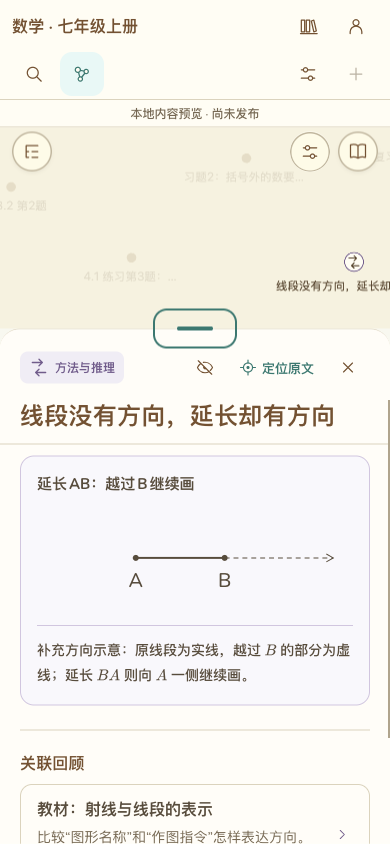 数学 · 七年级上册
本地内容预览 · 尚未发布
习题2：括号外的数要...
3.2 第2题
4.1 练习第3题：...
线段没有方向，延长却
方法与推理
定位原文
线段没有方向，延长却有方向
延长 AB：越过 B 继续画
A
B
补充方向示意：原线段为实线，越过 B 的部分为虚
线；延长 BA 则向 A 一侧继续画。
关联回顾
教材：射线与线段的表示
比较“图形名称”和“作图指令”怎样表达方向。